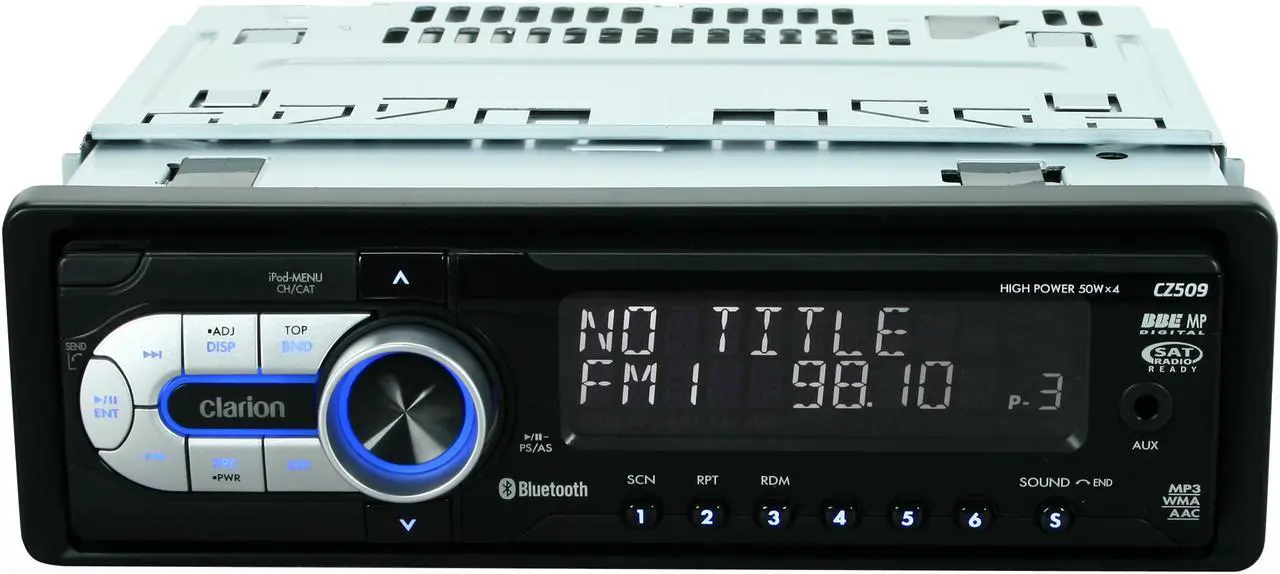 iPod-MENU
CH/CAT
HIGH POWER 50W×4
CZ509
NO TITLE
FM1 98.10 P-3
BBE MP
DIGITAL
SAT
RADIO
READY
SEND
•ADJ
DISP
TOP
BND
ENT
clarion
•PWR
PS/AS
AUX
Bluetooth
SCN RPT RDM
SOUND END
1 2 3 4 5 6 S
MP3
WMA
AAC